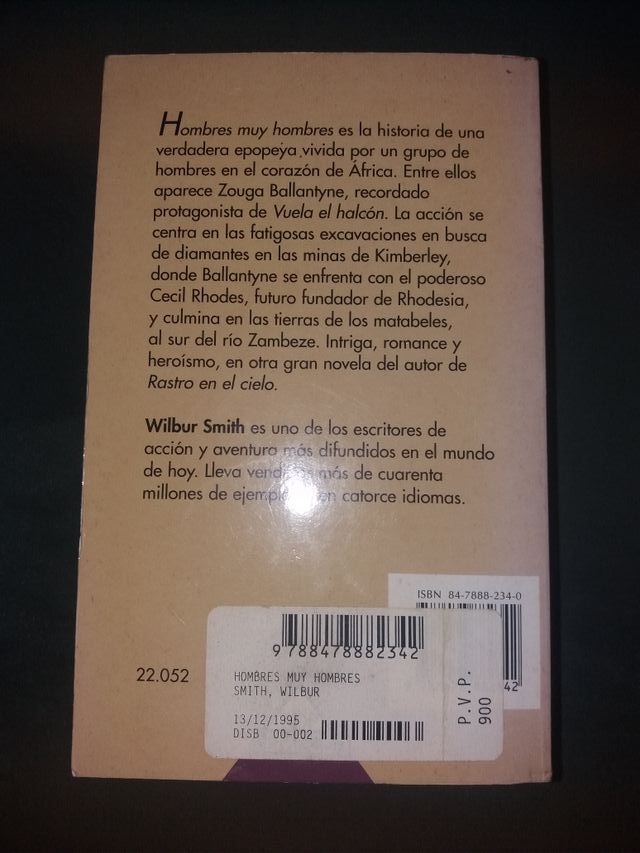 Hombres muy hombres es la historia de una
verdadera epopeya vivida por un grupo de
hombres en el corazón de África. Entre ellos
aparece Zouga Ballantyne, recordado
protagonista de Vuela el halcón. La acción se
centra en las fatigosas excavaciones en busca
de diamantes en las minas de Kimberley,
donde Ballantyne se enfrenta con el poderoso
Cecil Rhodes, futuro fundador de Rhodesia,
y culmina en las tierras de los matabeles,
al sur del río Zambeze. Intriga, romance y
heroísmo, en otra gran novela del autor de
Rastro en el cielo.
Wilbur Smith es uno de los escritores de
acción y aventura más difundidos en el mundo
de hoy. Lleva más de cuarenta
millones de en catorce idiomas.
ISBN 84-7888-234-0
42
9 788478 882342
22.052
HOMBRES MUY HOMBRES
SMITH, WILBUR
13/12/1995
DISB 00-002
P.V.P.
900